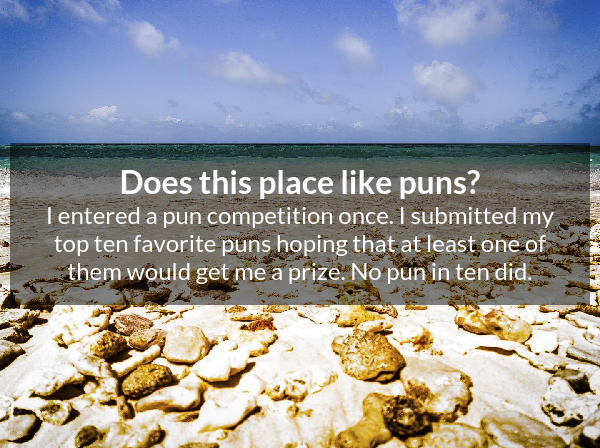 Does this place like puns?
I entered a pun competition once. I submitted my
top ten favorite puns hoping that at least one of
them would get me a prize. No pun in ten did.